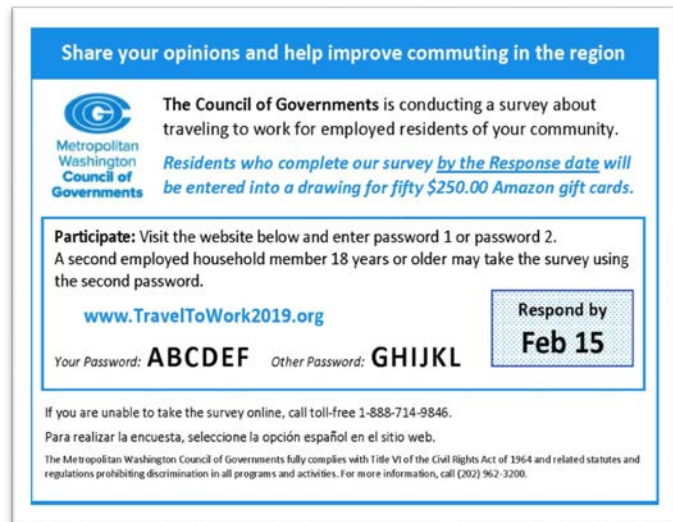 Share your opinions and help improve commuting in the region
Metropolitan
Washington
Council of
Governments
The Council of Governments is conducting a survey about
traveling to work for employed residents of your community.
Residents who complete our survey by the Response date will
be entered into a drawing for fifty $250.00 Amazon gift cards.
Participate: Visit the website below and enter password 1 or password 2.
A second employed household member 18 years or older may take the survey using
the second password.
www.TravelToWork2019.org
Your Password: ABCDEF Other Password: GHIJKL
Respond by
Feb 15
If you are unable to take the survey online, call toll-free 1-888-714-9846.
Para realizar la encuesta, seleccione la opción español en el sitio web.
The Metropolitan Washington Council of Governments fully complies with Title VI of the Civil Rights Act of 1964 and related statutes and
regulations prohibiting discrimination in all programs and activities. For more information, call (202) 962-3200.